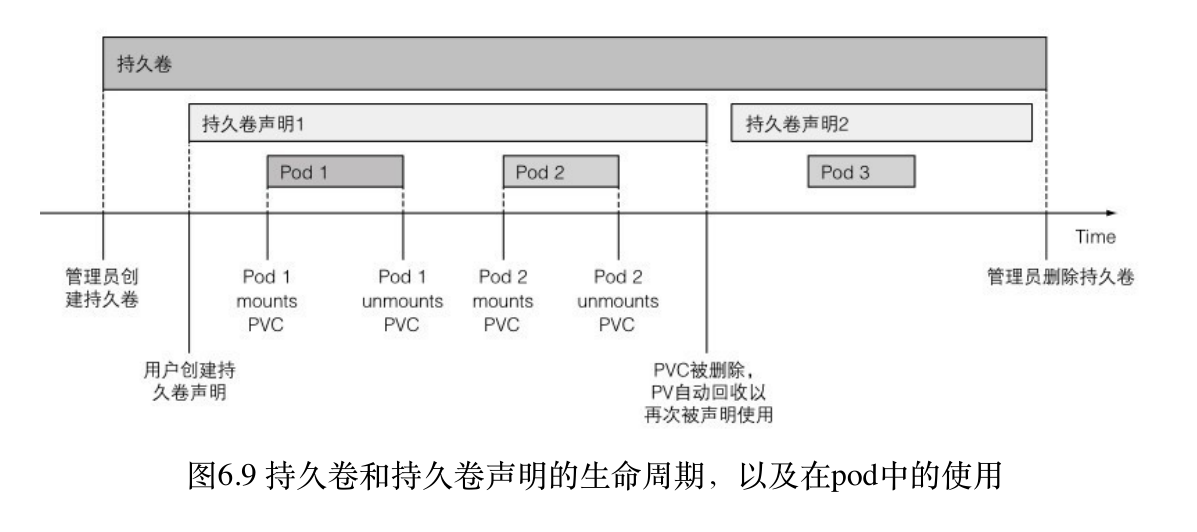 持久卷
持久卷声明1
持久卷声明2
Pod 1
Pod 2
Pod 3
Time
管理员创
建持久卷
Pod 1
mounts
PVC
Pod 1
unmounts
PVC
Pod 2
mounts
PVC
Pod 2
unmounts
PVC
管理员删除持久卷
用户创建持
久卷声明
PVC被删除，
PV自动回收以
再次被声明使用
图6.9 持久卷和持久卷声明的生命周期，以及在pod中的使用